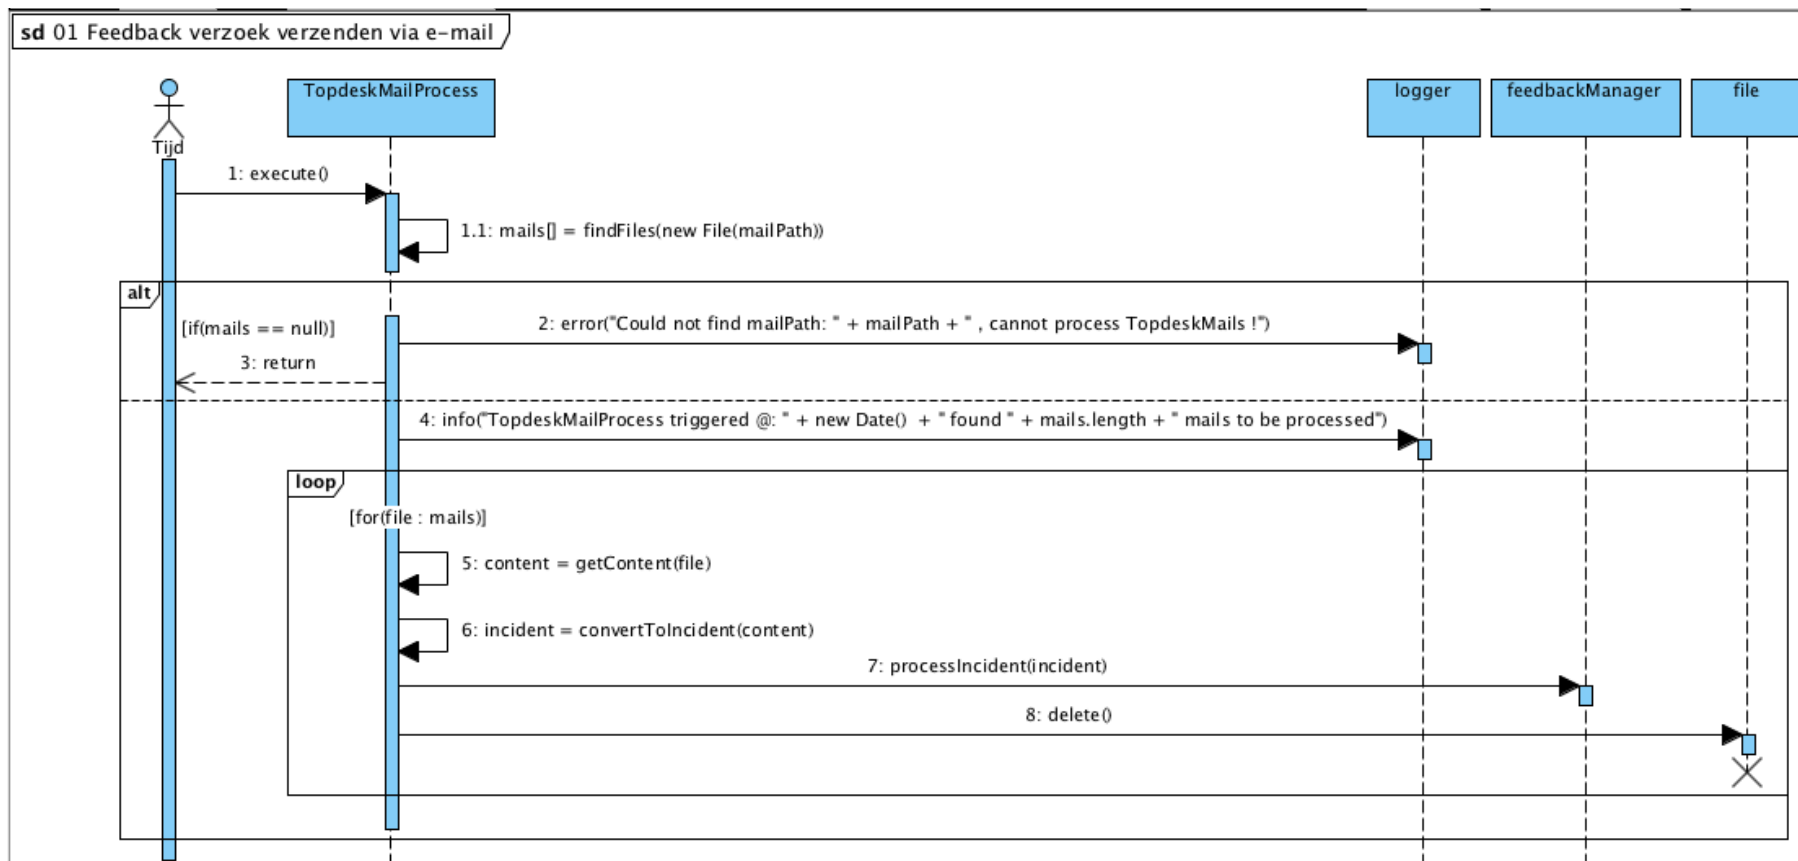 sd 01 Feedback verzoek verzenden via e-mail
TopdeskMailProcess
logger
feedbackManager
file
Tijd
1: execute()
1.1: mails[] = findFiles(new File(mailPath))
alt
[if(mails == null)]
2: error("Could not find mailPath: " + mailPath + " , cannot process TopdeskMails !")
3: return
4: info("TopdeskMailProcess triggered @: " + new Date() + " found " + mails.length + " mails to be processed")
loop
[for(file : mails)]
5: content = getContent(file)
6: incident = convertToIncident(content)
7: processIncident(incident)
8: delete()